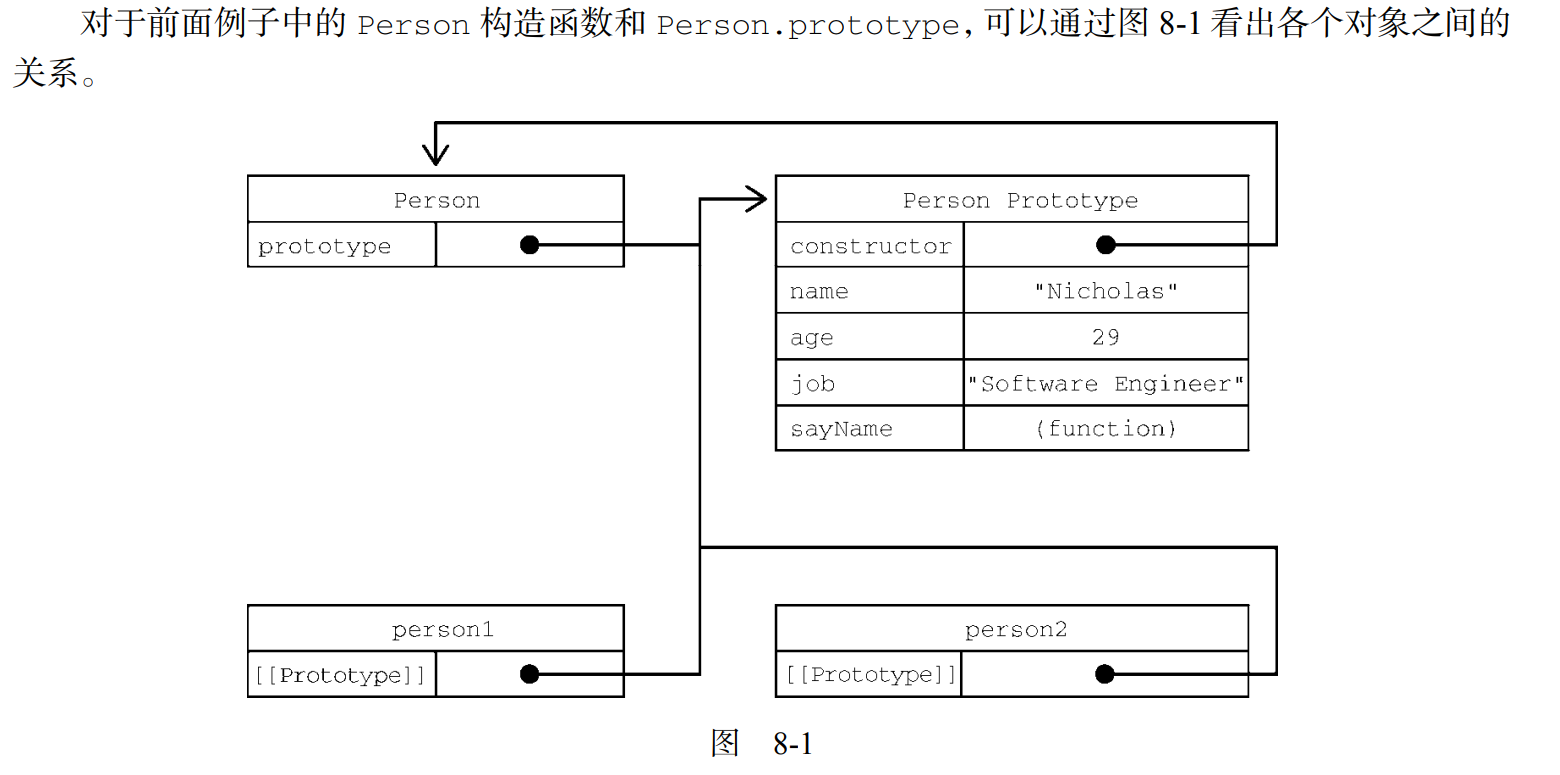 对于前面例子中的 Person 构造函数和 Person.prototype，可以通过图 8-1 看出各个对象之间的
关系。
Person
prototype
Person Prototype
constructor
name "Nicholas"
age 29
job "Software Engineer"
sayName (function)
person1
[[Prototype]]
person2
[[Prototype]]
图 8-1